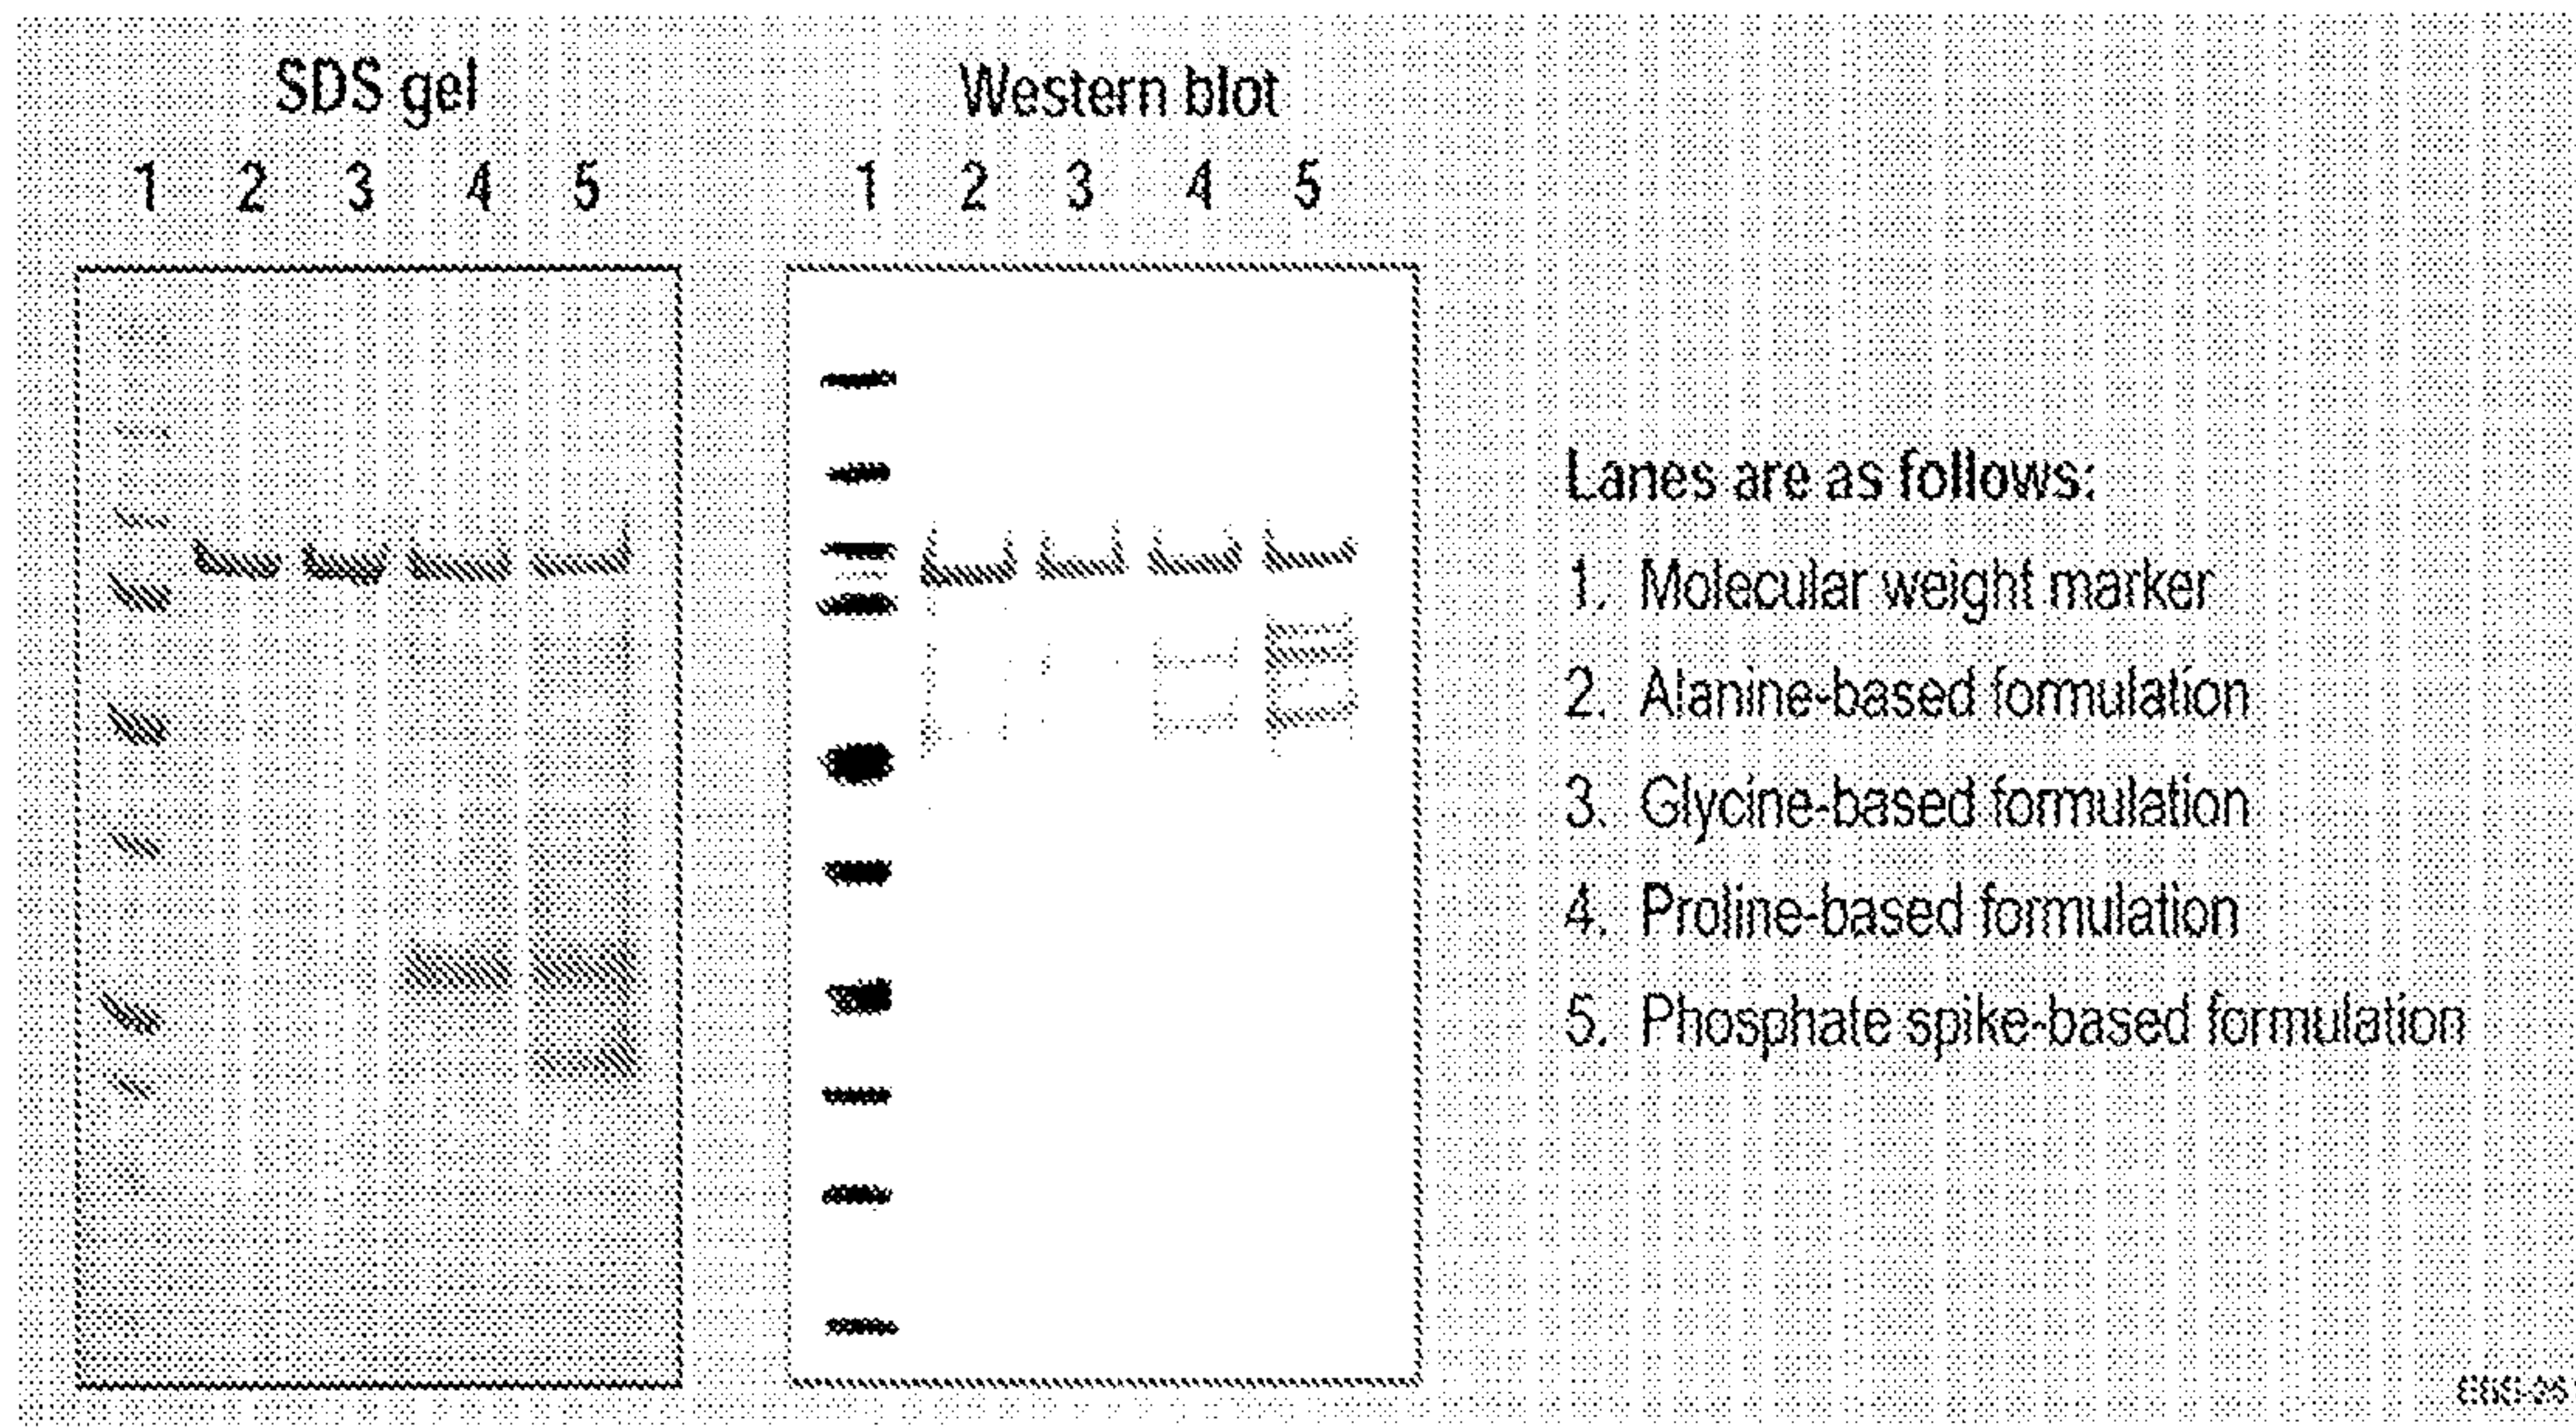 SDS gel
1 2 3 4 5
Western blot
1 2 3 4 5
Lanes are as follows:
1. Molecular weight marker
2. Alanine-based formulation
3. Glycine-based formulation
4. Proline-based formulation
5. Phosphate spike-based formulation